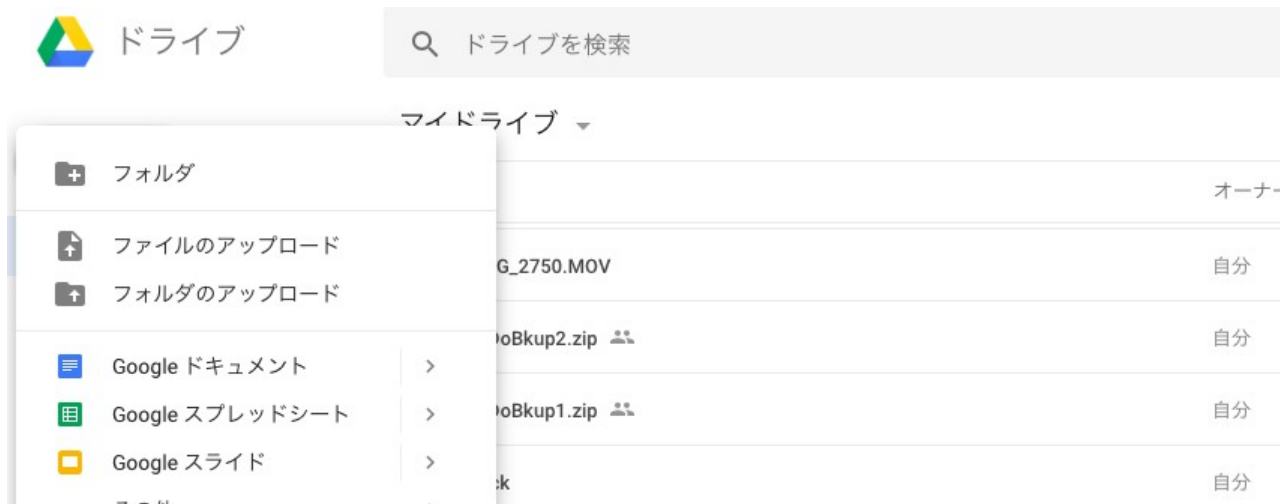 ドライブ
ドライブを検索
マイドライブ
フォルダ
オーナー
ファイルのアップロード
G_2750.MOV
自分
フォルダのアップロード
oBkup2.zip
自分
Google ドキュメント
Google スプレッドシート
oBkup1.zip
自分
Google スライド
ck
自分